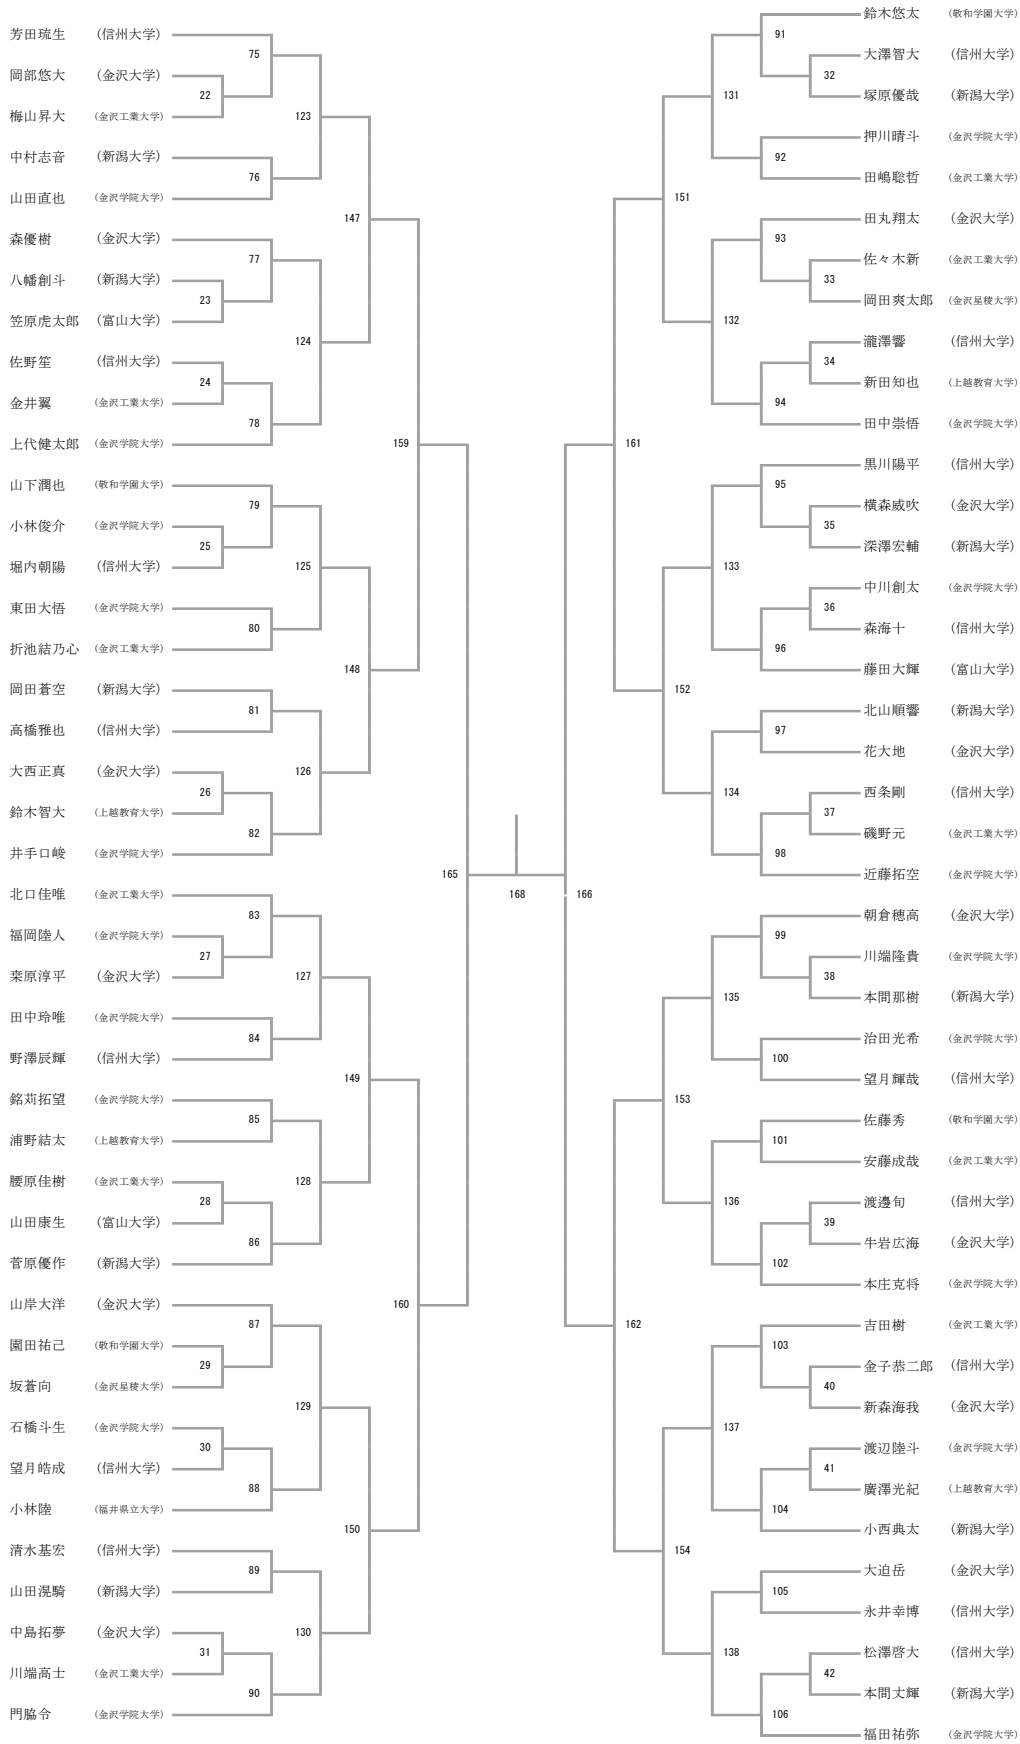 芳田琉生 (信州大学)
75
岡部悠大 (金沢大学)
22
梅山昇大 (金沢工業大学)
123
中村志音 (新潟大学)
76
山田直也 (金沢学院大学)
147
森優樹 (金沢大学)
77
八幡創斗 (新潟大学)
23
笠原虎太郎 (富山大学)
124
佐野笙 (信州大学)
24
金井翼 (金沢工業大学)
78
上代健太郎 (金沢学院大学)
159
山下潤也 (敬和学園大学)
79
小林俊介 (金沢学院大学)
25
堀内朝陽 (信州大学)
125
東田大悟 (金沢学院大学)
80
折池結乃心 (金沢工業大学)
148
岡田蒼空 (新潟大学)
81
高橋雅也 (信州大学)
126
大西正真 (金沢大学)
26
鈴木智大 (上越教育大学)
82
井手口峻 (金沢学院大学)
165
北口佳唯 (金沢工業大学)
83
福岡陸人 (金沢学院大学)
27
桒原淳平 (金沢大学)
127
田中玲唯 (金沢学院大学)
84
野澤辰輝 (信州大学)
149
銘苅拓望 (金沢学院大学)
85
浦野結太 (上越教育大学)
128
腰原佳樹 (金沢工業大学)
28
山田康生 (富山大学)
86
菅原優作 (新潟大学)
160
山岸大洋 (金沢大学)
87
園田祐己 (敬和学園大学)
29
坂蒼向 (金沢星稜大学)
129
石橋斗生 (金沢学院大学)
30
望月皓成 (信州大学)
88
小林陸 (福井県立大学)
150
清水基宏 (信州大学)
89
山田滉騎 (新潟大学)
130
中島拓夢 (金沢大学)
31
川端高士 (金沢工業大学)
90
門脇令 (金沢学院大学)
168
鈴木悠太 (敬和学園大学)
91
大澤智大 (信州大学)
32
塚原優哉 (新潟大学)
131
押川晴斗 (金沢学院大学)
92
田嶋聡哲 (金沢工業大学)
151
田丸翔太 (金沢大学)
93
佐々木新 (金沢工業大学)
33
岡田爽太郎 (金沢星稜大学)
132
瀧澤響 (信州大学)
34
新田知也 (上越教育大学)
94
田中崇悟 (金沢学院大学)
161
黒川陽平 (信州大学)
95
横森威吹 (金沢大学)
35
深澤宏輔 (新潟大学)
133
中川創太 (金沢学院大学)
36
森海十 (信州大学)
96
藤田大輝 (富山大学)
152
北山順響 (新潟大学)
97
花大地 (金沢大学)
134
西条剛 (信州大学)
37
磯野元 (金沢工業大学)
98
近藤拓空 (金沢学院大学)
166
朝倉穂高 (金沢大学)
99
川端隆貴 (金沢学院大学)
38
本間那樹 (新潟大学)
135
治田光希 (金沢学院大学)
100
望月輝哉 (信州大学)
153
佐藤秀 (敬和学園大学)
101
安藤成哉 (金沢工業大学)
136
渡邊旬 (信州大学)
39
牛岩広海 (金沢大学)
102
本庄克将 (金沢学院大学)
162
吉田樹 (金沢工業大学)
103
金子恭二郎 (信州大学)
40
新森海我 (金沢大学)
137
渡辺陸斗 (金沢学院大学)
41
廣澤光紀 (上越教育大学)
104
小西典太 (新潟大学)
154
大迫岳 (金沢大学)
105
永井幸博 (信州大学)
138
松澤啓大 (信州大学)
42
本間丈輝 (新潟大学)
106
福田祐弥 (金沢学院大学)